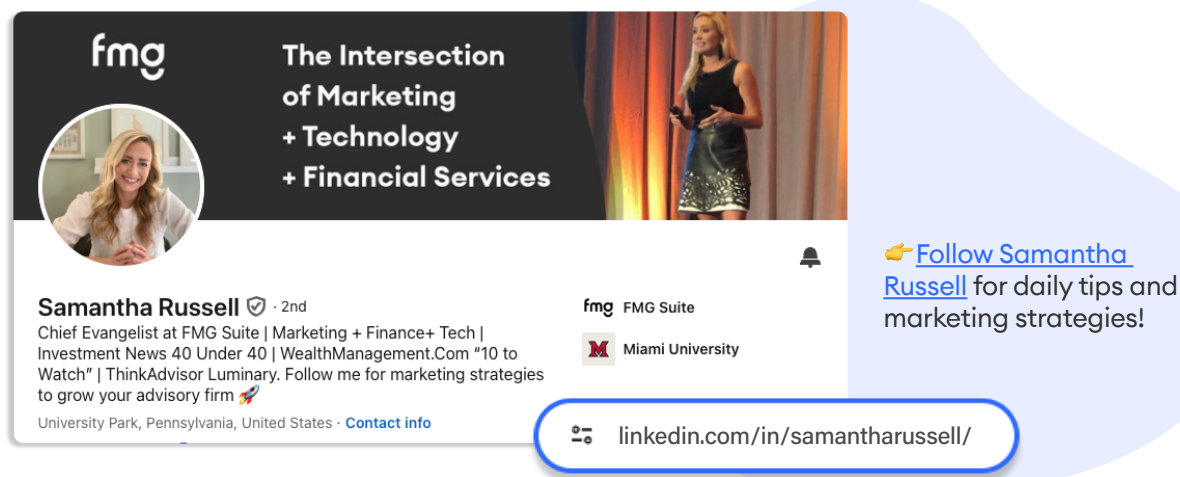 fmg
The Intersection
of Marketing
+ Technology
+ Financial Services
Samantha Russell · 2nd
Chief Evangelist at FMG Suite | Marketing + Finance+ Tech |
Investment News 40 Under 40 | WealthManagement.Com “10 to
Watch” | ThinkAdvisor Luminary. Follow me for marketing strategies
to grow your advisory firm 🚀
University Park, Pennsylvania, United States · Contact info
fmg FMG Suite
M Miami University
linkedin.com/in/samantharussell/
👉Follow Samantha
Russell for daily tips and
marketing strategies!